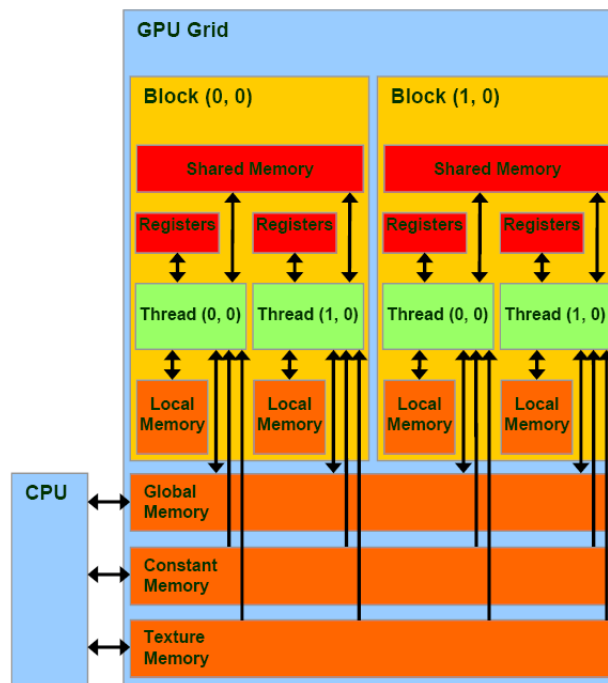 GPU Grid
Block (0, 0)
Block (1, 0)
Shared Memory
Shared Memory
Registers
Registers
Registers
Registers
Thread (0, 0)
Thread (1, 0)
Thread (0, 0)
Thread (1, 0)
Local
Memory
Local
Memory
Local
Memory
Local
Memory
CPU
Global
Memory
Constant
Memory
Texture
Memory